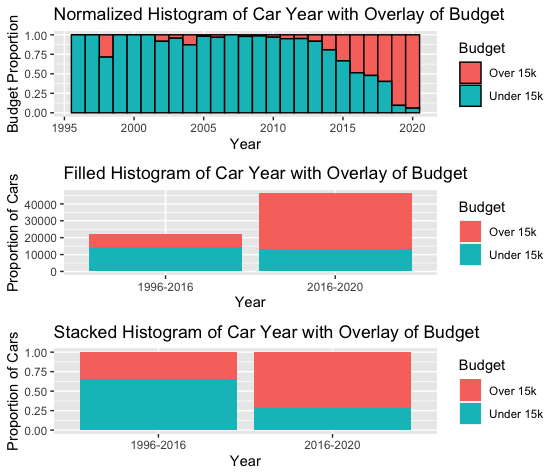 Normalized Histogram of Car Year with Overlay of Budget
Budget Proportion
1.00
0.75
0.50
0.25
0.00
1995 2000 2005 2010 2015 2020
Year
Budget
Over 15k
Under 15k
Filled Histogram of Car Year with Overlay of Budget
Proportion of Cars
40000
30000
20000
10000
0
1996-2016 2016-2020
Year
Budget
Over 15k
Under 15k
Stacked Histogram of Car Year with Overlay of Budget
Proportion of Cars
1.00
0.75
0.50
0.25
0.00
1996-2016 2016-2020
Year
Budget
Over 15k
Under 15k